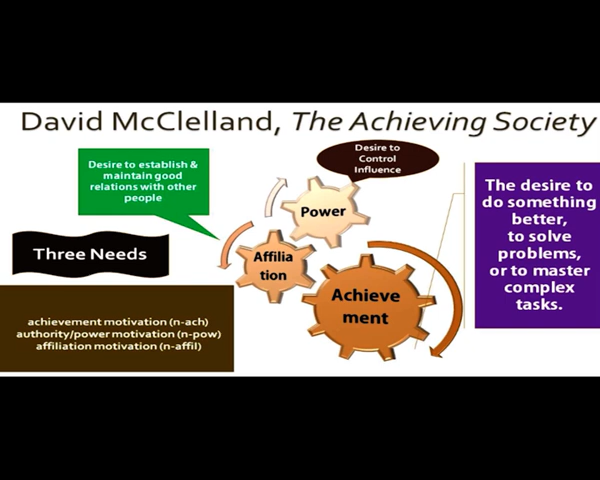 David McClelland, The Achieving Society
Desire to establish &
maintain good
relations with other
people
Desire to
Control
Influence
Power
Three Needs
Affilia
tion
Achieve
ment
The desire to
do something
better,
to solve
problems,
or to master
complex
tasks.
achievement motivation (n-ach)
authority/power motivation (n-pow)
affiliation motivation (n-affil)